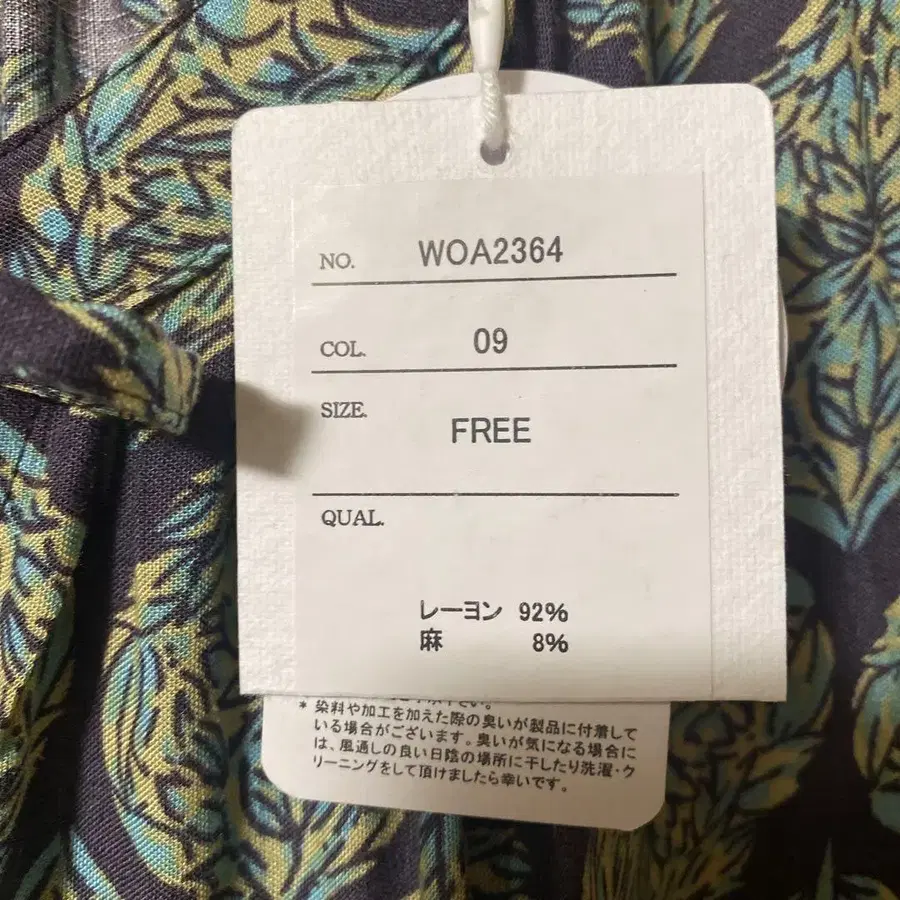 NO. WOA2364
COL. 09
SIZE. FREE
QUAL.
レーヨン 92%
麻 8%
さい。
* 染料や加工を加えた際の臭いが製品に付着して
いる場合がございます。臭いが気になる場合に
は、風通しの良い日陰の場所に干したり洗濯・ク
リーニングをして頂けましたら幸いです。